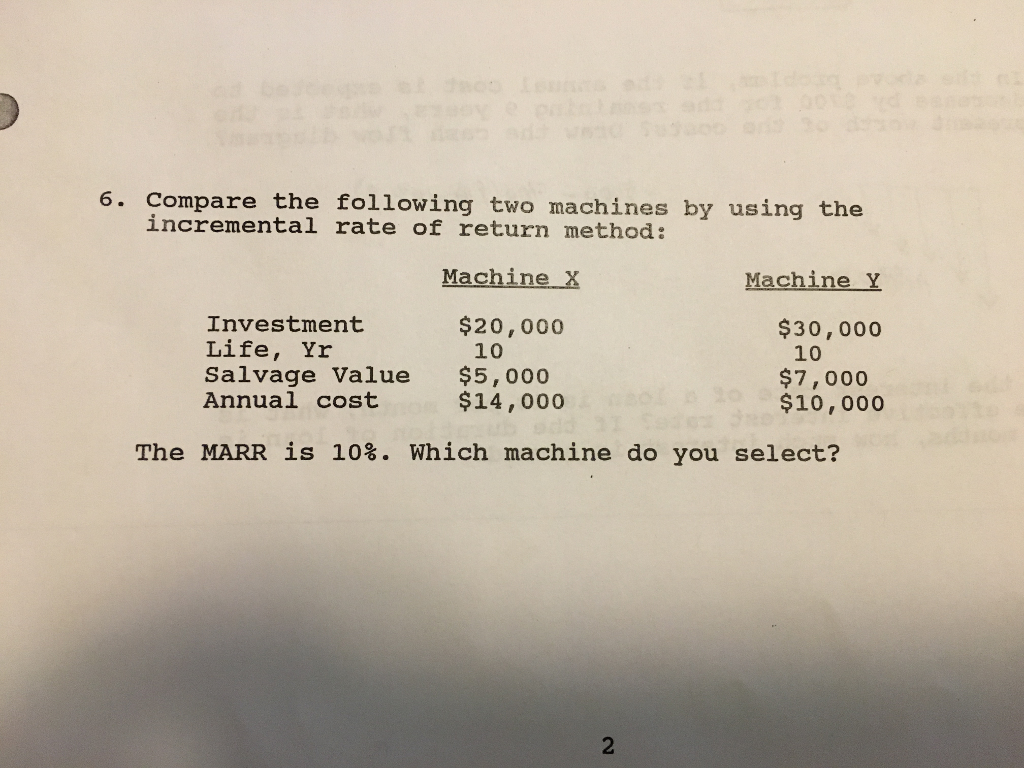 6. Compare the following two machines by using the
incremental rate of return method:
Machine X Machine Y
Investment $20,000 $30,000
Life, Yr 10 10
Salvage Value $5,000 $7,000
Annual cost $14,000 $10,000
The MARR is 10%. Which machine do you select?
2